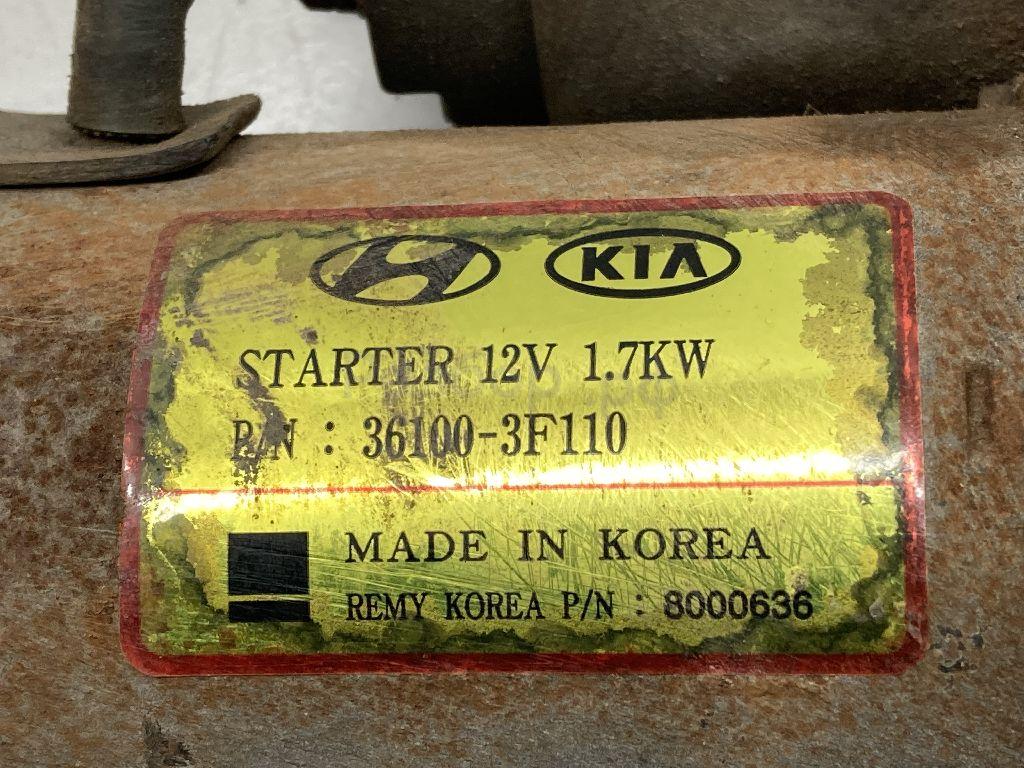 KIA
STARTER 12V 1.7KW
P/N : 36100-3F110
MADE IN KOREA
REMY KOREA P/N : 8000636